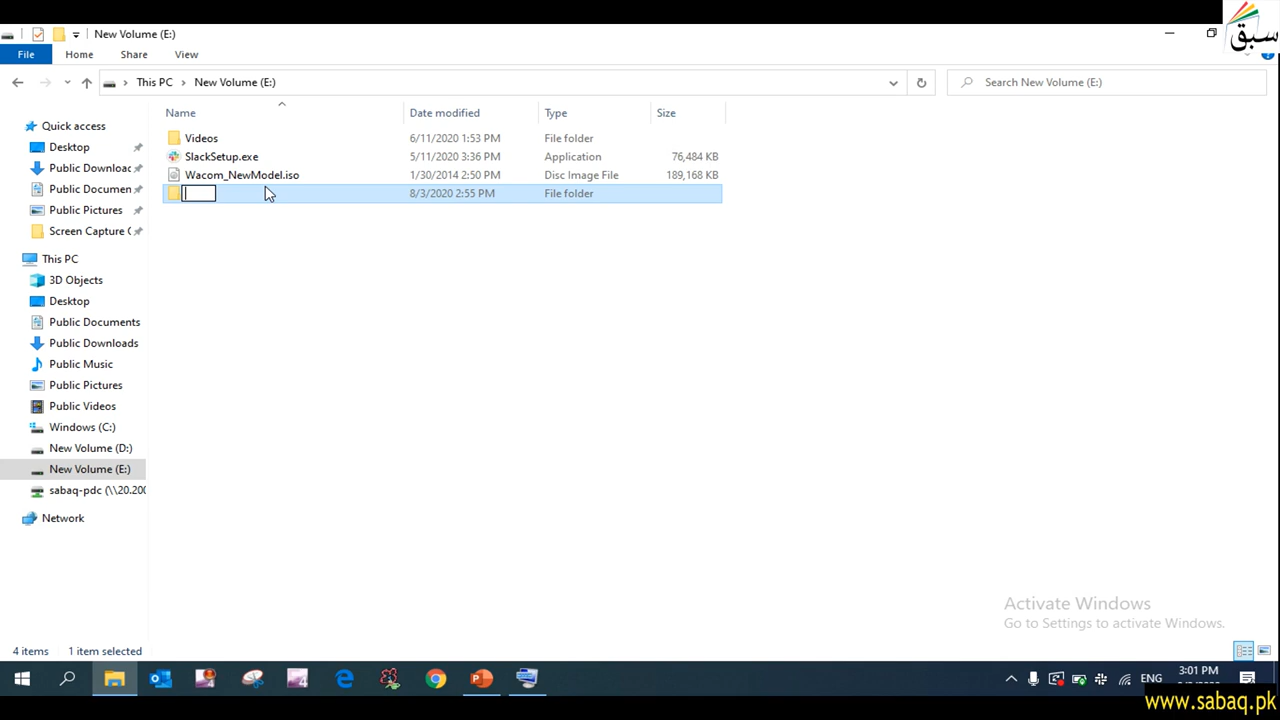 New Volume (E:)
سبق
File Home Share View
This PC New Volume (E:)
Search New Volume (E:)
Name Date modified Type Size
Quick access
Desktop
Public Downloac
Public Documen
Public Pictures
Screen Capture C
This PC
3D Objects
Desktop
Public Documents
Public Downloads
Public Music
Public Pictures
Public Videos
Windows (C:)
New Volume (D:)
New Volume (E:)
sabaq-pdc (\\20.200
Network
Videos 6/11/2020 1:53 PM File folder
SlackSetup.exe 5/11/2020 3:36 PM Application 76,484 KB
Wacom_NewModel.iso 1/30/2014 2:50 PM Disc Image File 189,168 KB
8/3/2020 2:55 PM File folder
Activate Windows
Go to Settings to activate Windows.
4 items 1 item selected
ENG
3:01 PM
www.sabaq.pk